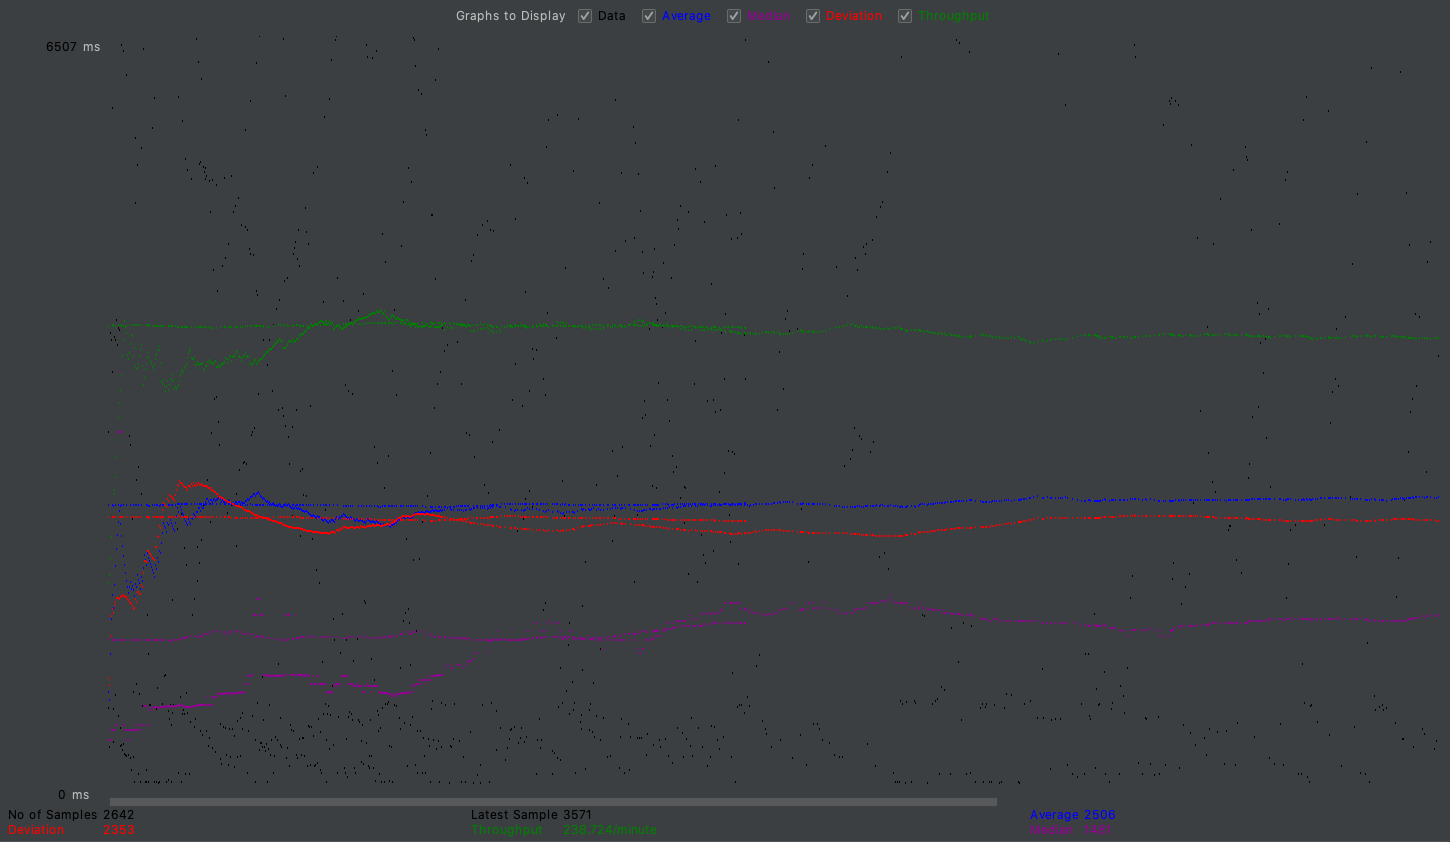 Graphs to Display Data Average Median Deviation Throughput
6507 ms
0 ms
No of Samples 2642 Latest Sample 3571 Average 2506
Deviation 2353 Throughput 238.724/minute Median